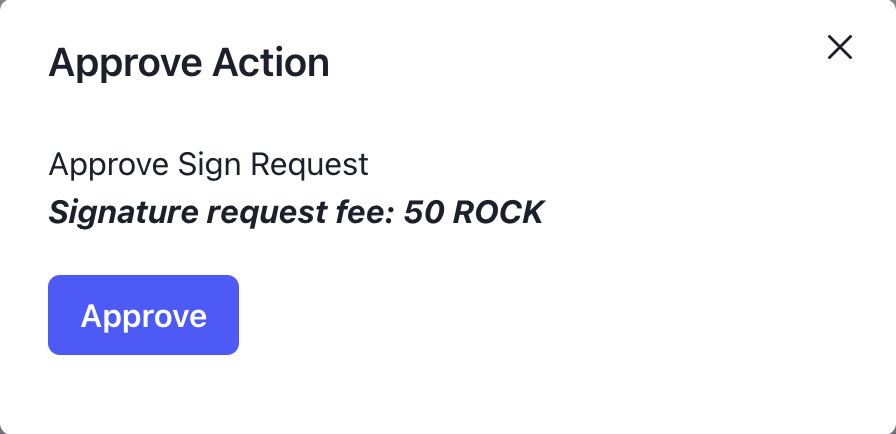 Approve Action
Approve Sign Request
Signature request fee: 50 ROCK
Approve